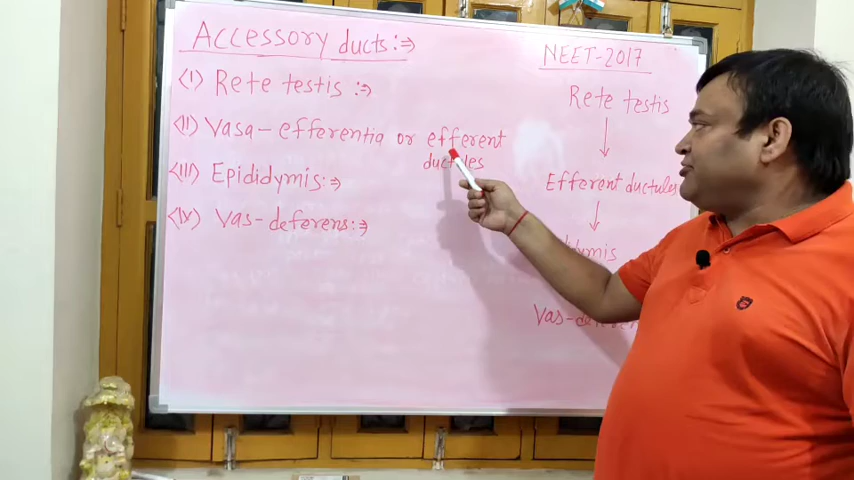 Accessory ducts:⇒
(I) Rete testis :⇒
(II) Vasa-efferentia or efferent
ductules
(III) Epididymis:⇒
(IV) Vas-deferens:⇒
NEET-2017
Rete testis
↓
Efferent ductules
↓
Vas-